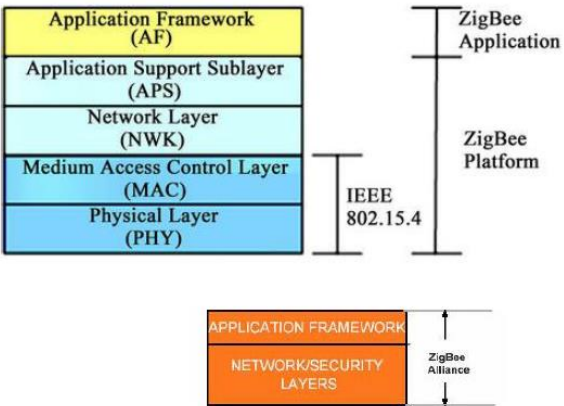 Application Framework
(AF)
ZigBee
Application
Application Support Sublayer
(APS)
Network Layer
(NWK)
ZigBee
Platform
Medium Access Control Layer
(MAC)
IEEE
802.15.4
Physical Layer
(PHY)
APPLICATION FRAMEWORK
NETWORK/SECURITY
LAYERS
ZigBee
Alliance